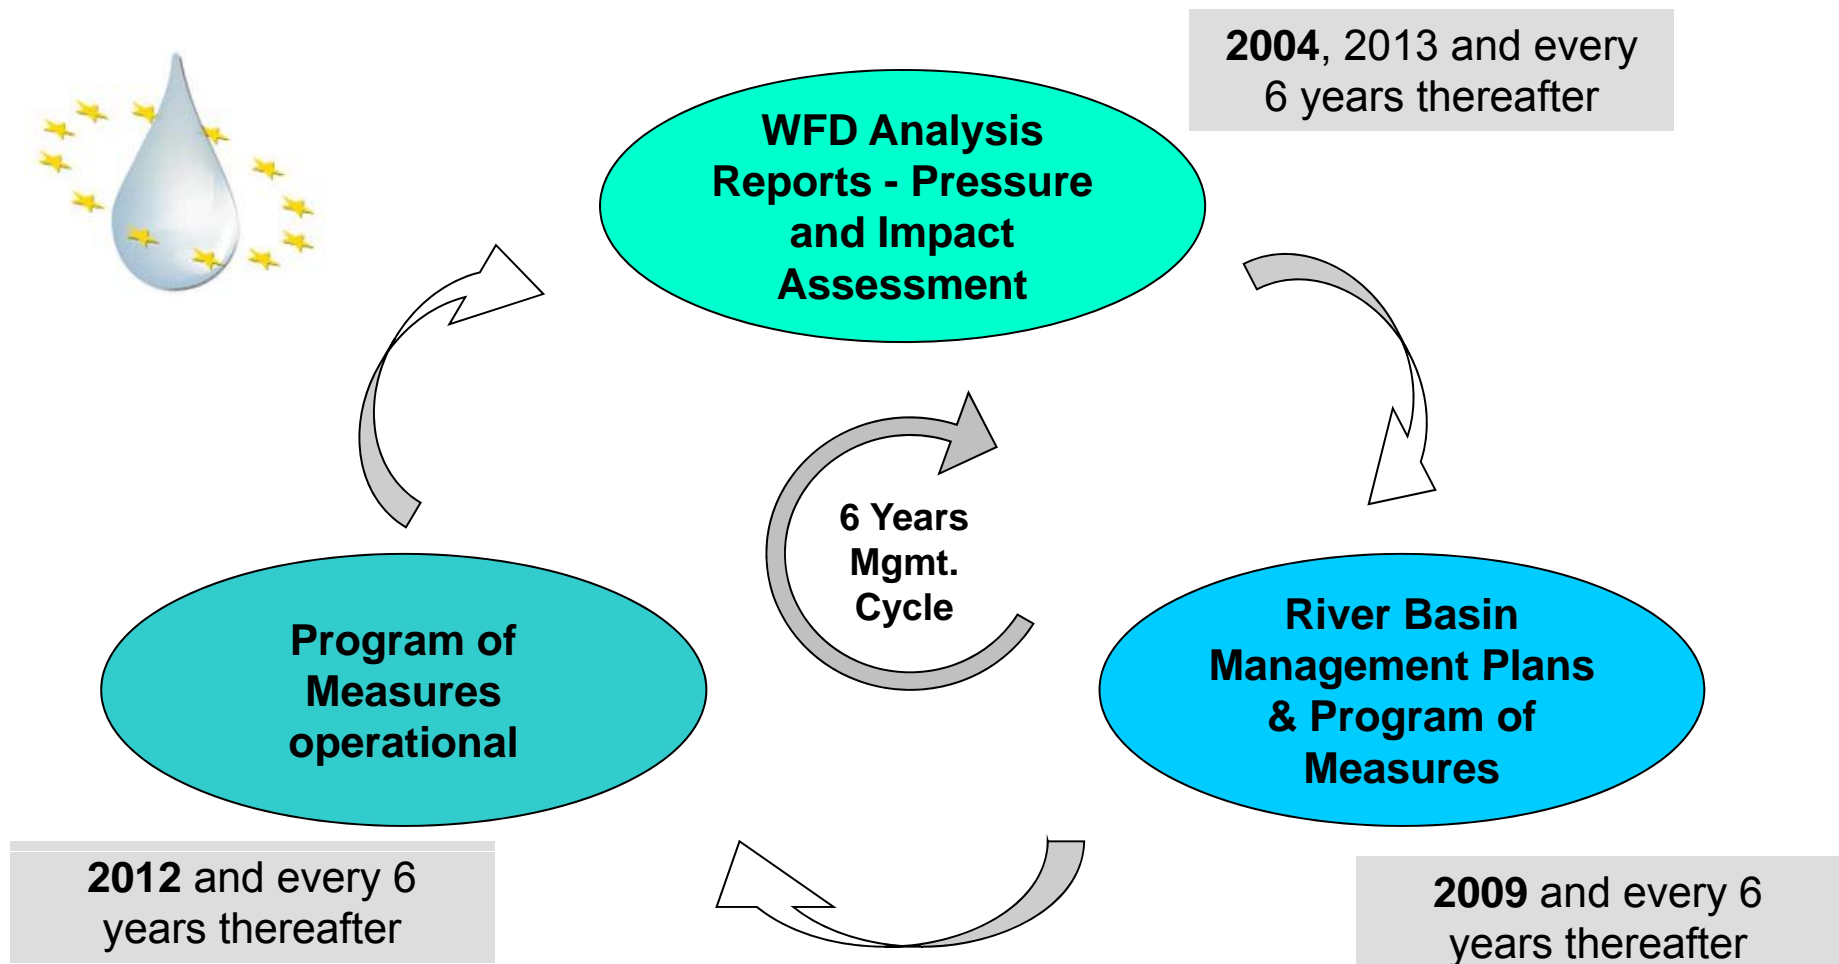 2004, 2013 and every
6 years thereafter
WFD Analysis
Reports - Pressure
and Impact
Assessment
6 Years
Mgmt.
Cycle
Program of
Measures
operational
River Basin
Management Plans
& Program of
Measures
2012 and every 6
years thereafter
2009 and every 6
years thereafter